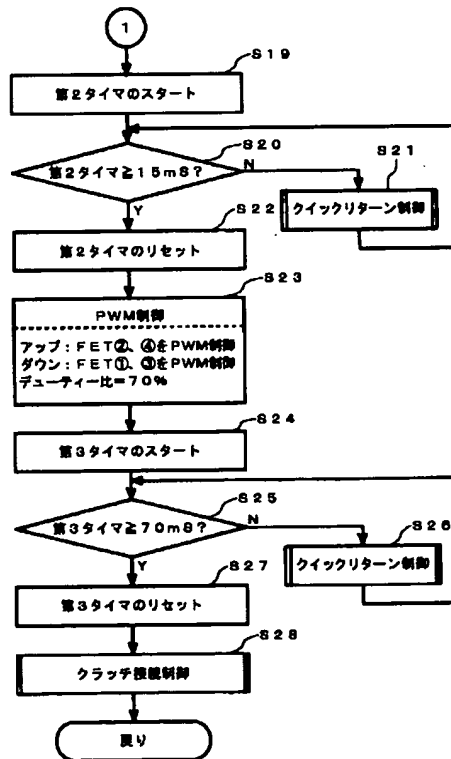 1
S19
第2タイマのスタート
S20
第2タイマ≧15mS?
N
S21
クイックリターン制御
Y
S22
第2タイマのリセット
S23
PWM制御
アップ:FET②、④をPWM制御
ダウン:FET①、③をPWM制御
デューティー比=70%
S24
第3タイマのスタート
S25
第3タイマ≧70mS?
N
S26
クイックリターン制御
Y
S27
第3タイマのリセット
S28
クラッチ接続制御
戻り